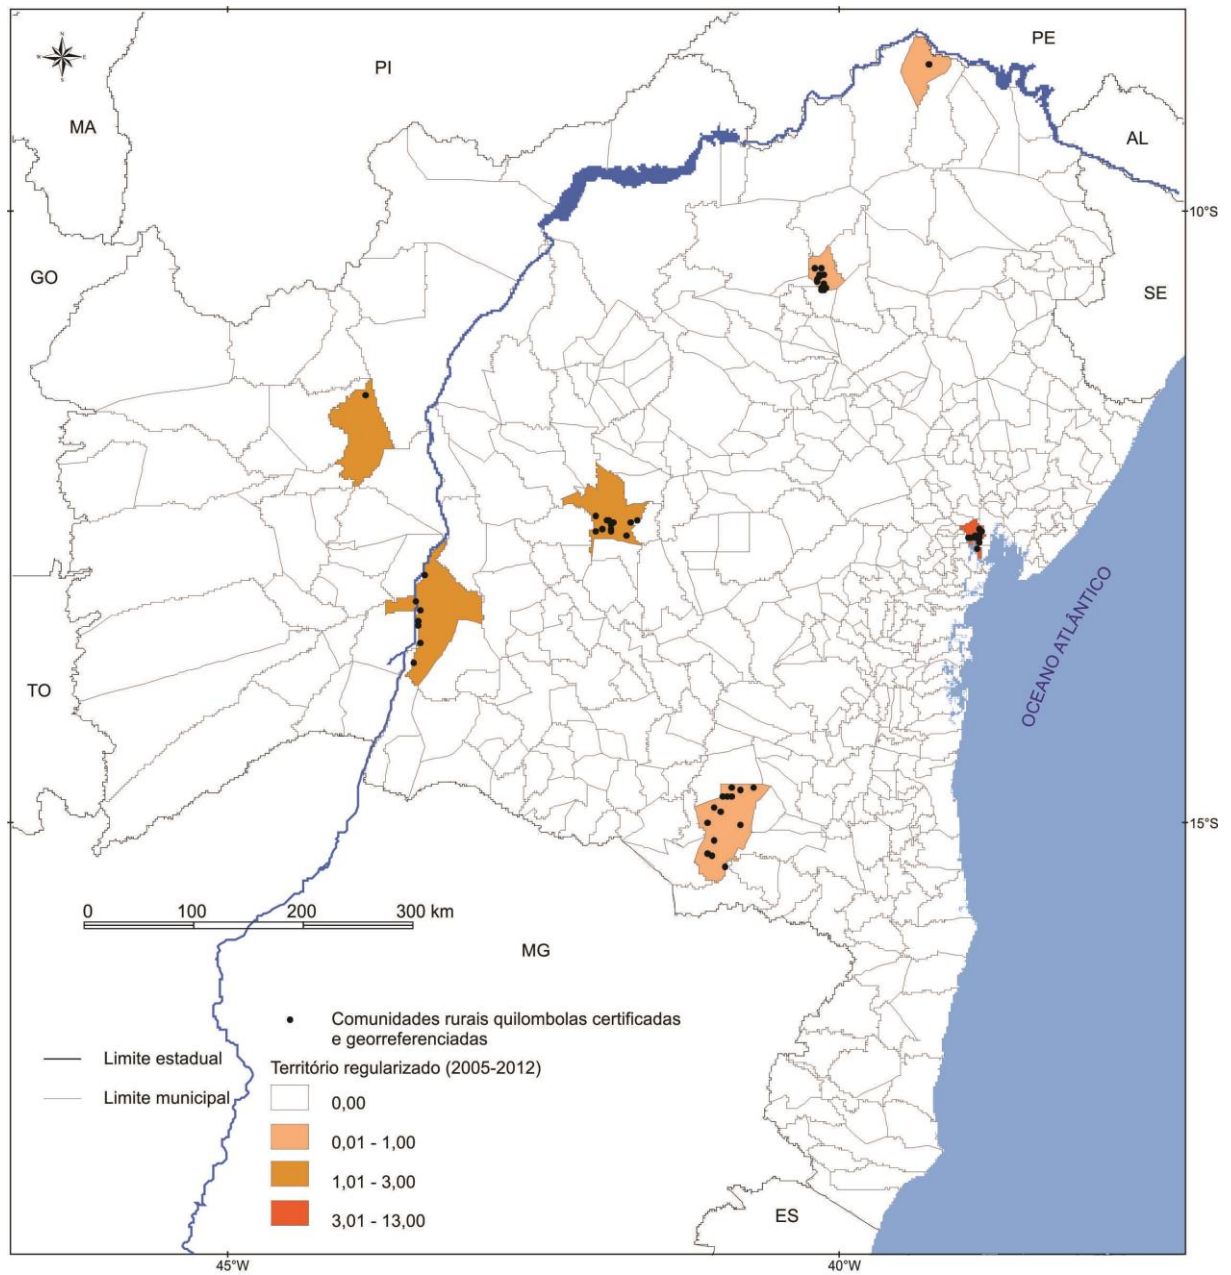 N
W E
S
PI
PE
MA
AL
10°S
GO
SE
OCEANO ATLÂNTICO
TO
15°S
0 100 200 300 km
MG
Comunidades rurais quilombolas certificadas
e georreferenciadas
Limite estadual
Território regularizado (2005-2012)
Limite municipal
0,00
0,01 - 1,00
1,01 - 3,00
3,01 - 13,00
ES
45°W 40°W